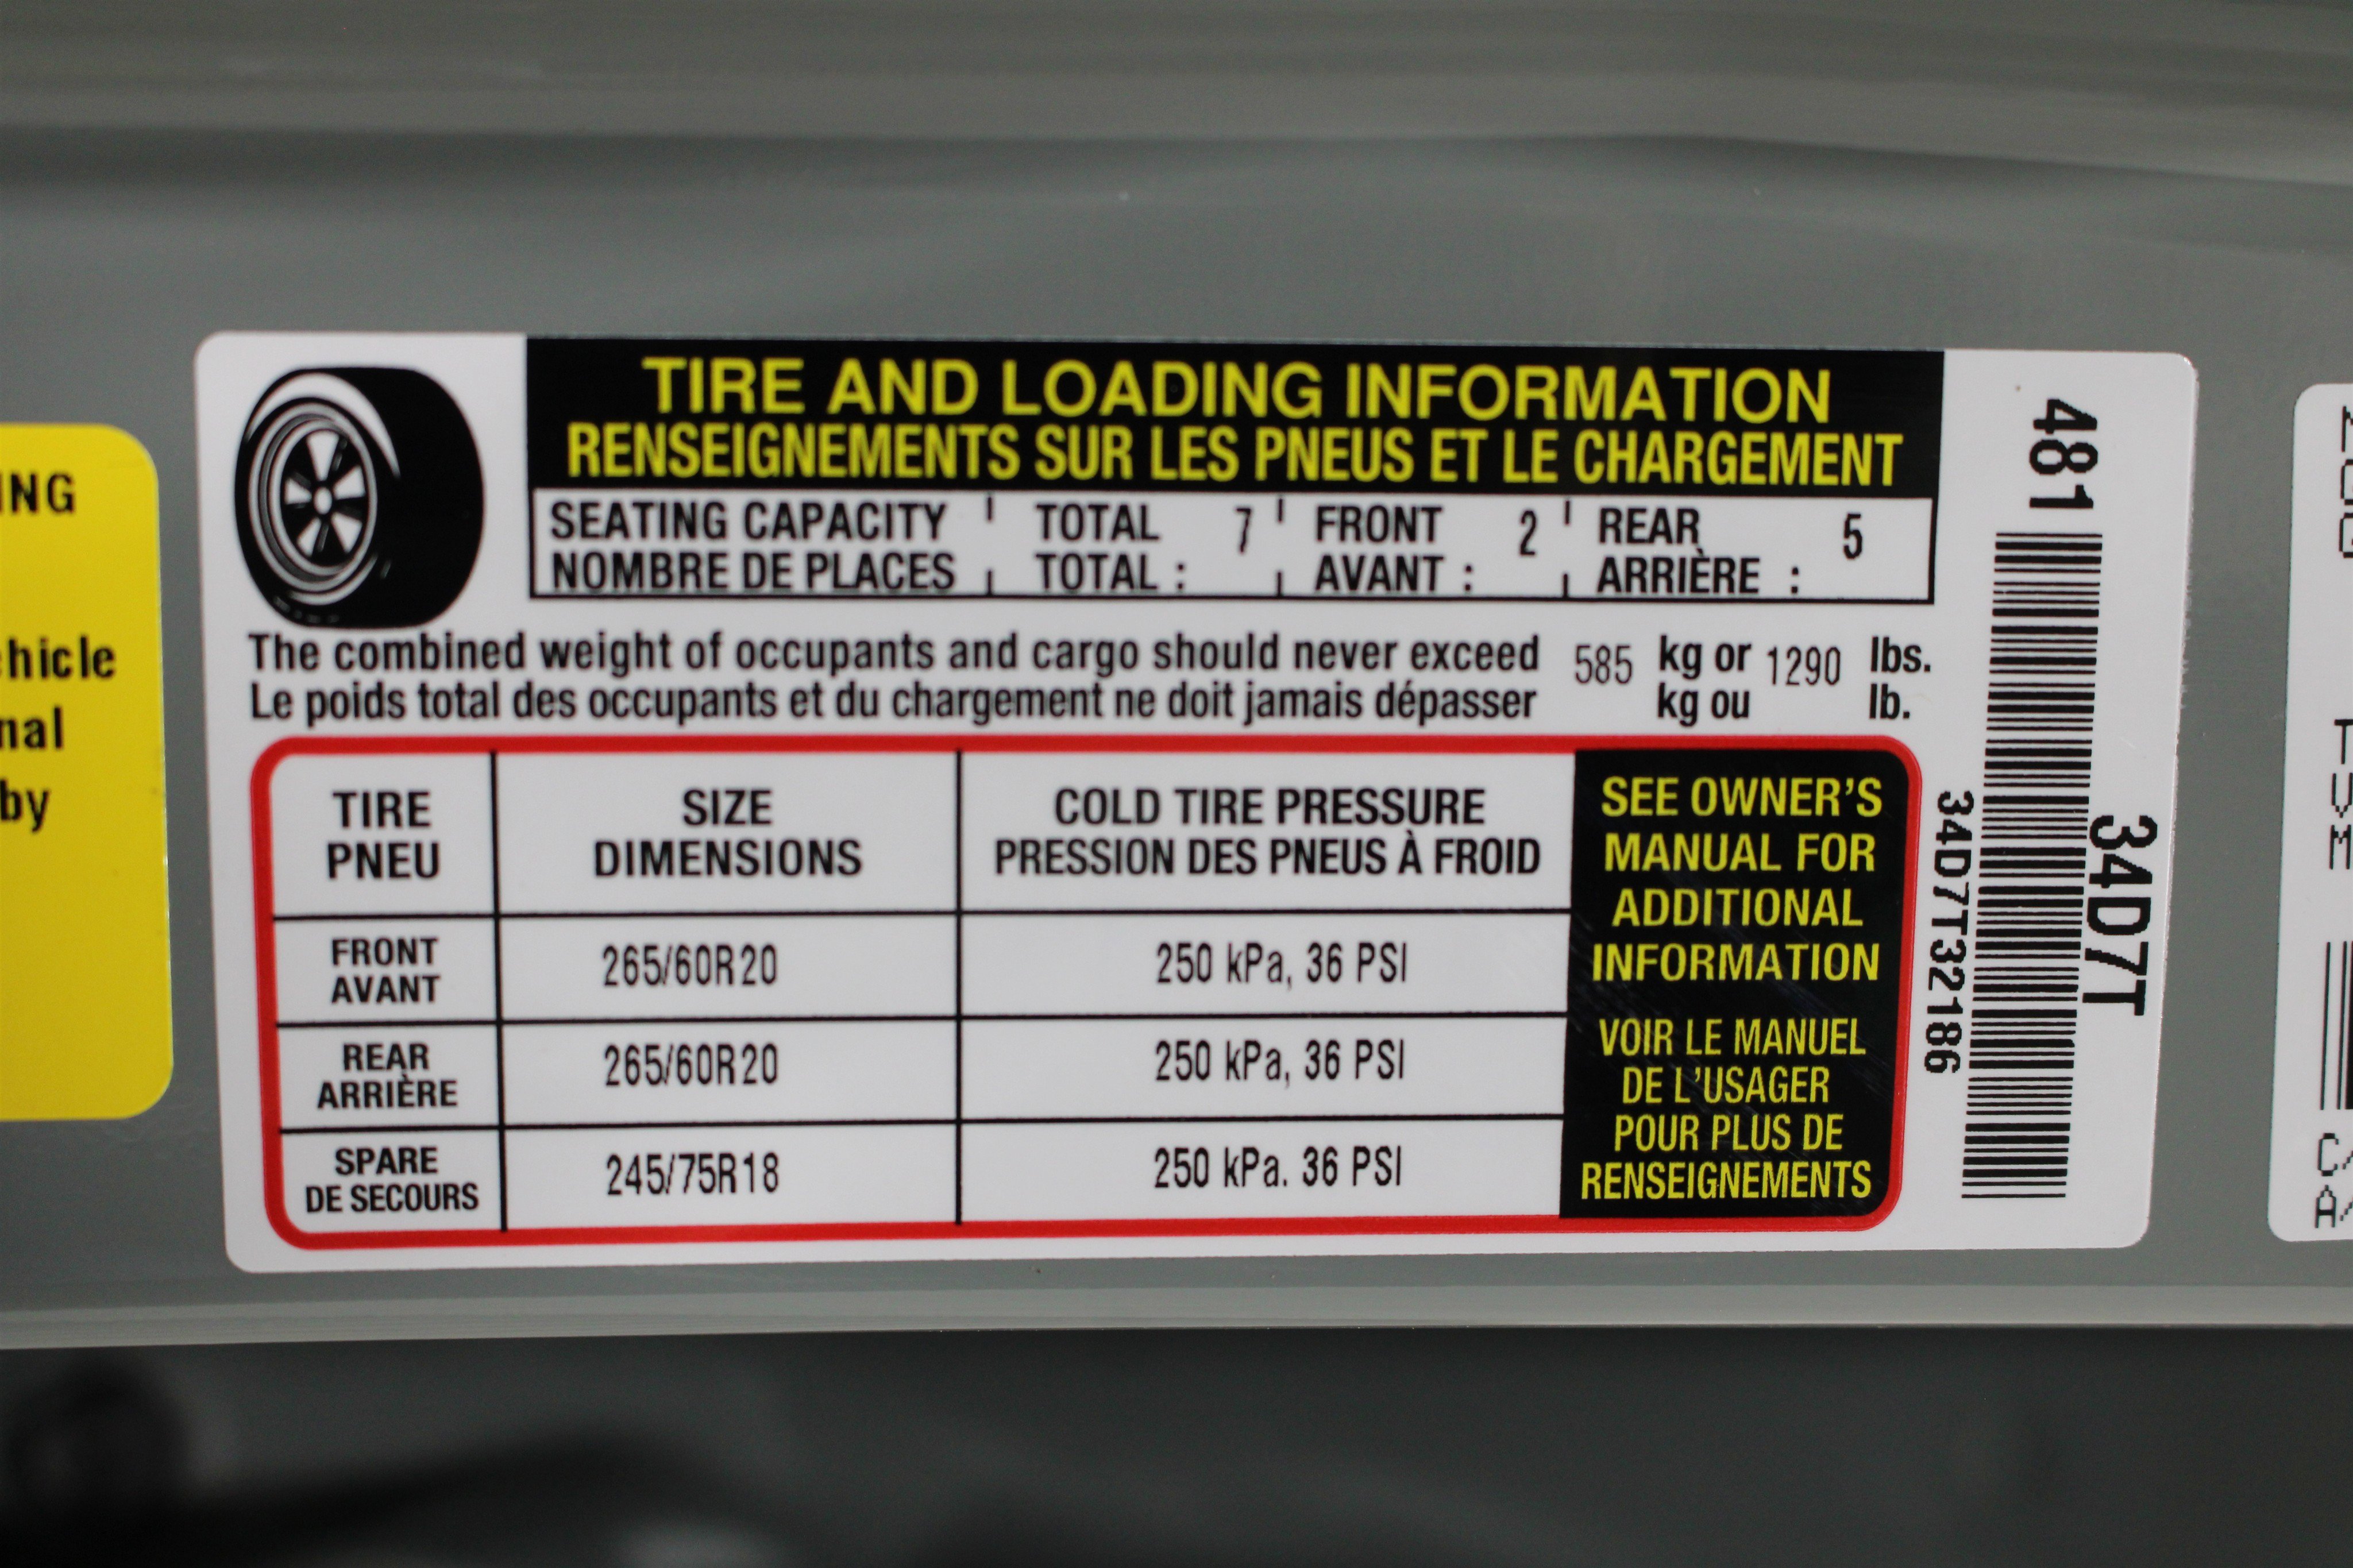 ING
hicle
nal
by
TIRE AND LOADING INFORMATION
RENSEIGNEMENTS SUR LES PNEUS ET LE CHARGEMENT
SEATING CAPACITY TOTAL 7 FRONT 2 REAR 5
NOMBRE DE PLACES TOTAL : AVANT : ARRIÈRE :
The combined weight of occupants and cargo should never exceed 585 kg or 1290 lbs.
Le poids total des occupants et du chargement ne doit jamais dépasser kg ou lb.
TIRE SIZE COLD TIRE PRESSURE
PNEU DIMENSIONS PRESSION DES PNEUS À FROID
FRONT
AVANT
265/60R20 250 kPa, 36 PSI
REAR
ARRIÈRE
265/60R20 250 kPa, 36 PSI
SPARE
DE SECOURS
245/75R18 250 kPa. 36 PSI
SEE OWNER'S
MANUAL FOR
ADDITIONAL
INFORMATION
VOIR LE MANUEL
DE L'USAGER
POUR PLUS DE
RENSEIGNEMENTS
481
34D7T32186
34D7T